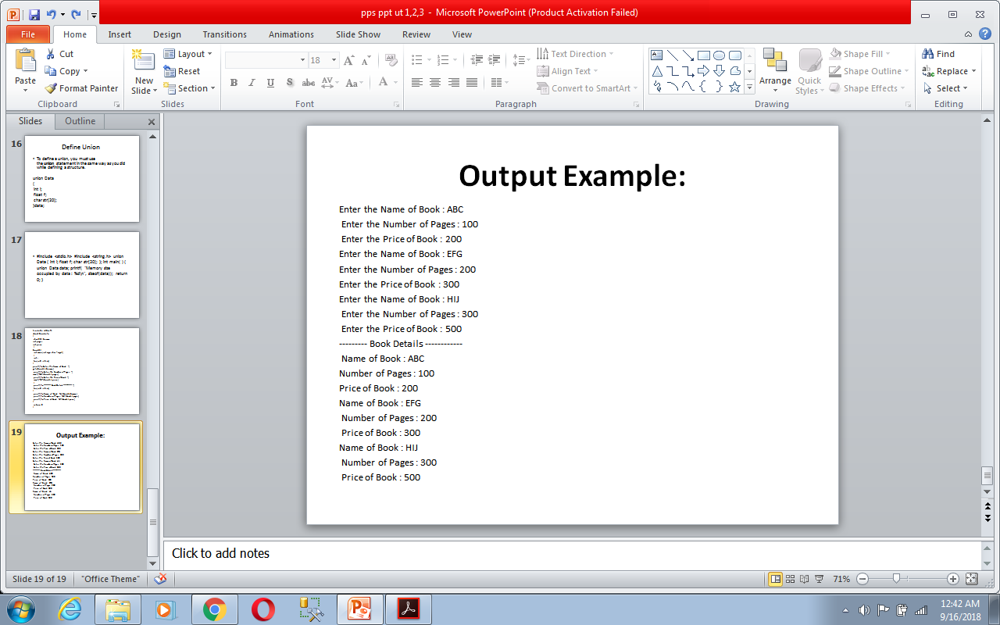 pps ppt ut 1,2,3 - Microsoft PowerPoint (Product Activation Failed)
File Home Insert Design Transitions Animations Slide Show Review View
Paste
Cut
Copy
Format Painter
Clipboard
New Slide
Layout
Reset
Section
Slides
18
Font
Text Direction
Align Text
Convert to SmartArt
Paragraph
Arrange
Quick Styles
Shape Fill
Shape Outline
Shape Effects
Drawing
Find
Replace
Select
Editing
Slides Outline
16
Define Union
• To define a union, you must use
the union statement in the same way as you did
while defining a structure.
union Data
{
int i;
float f;
char str[20];
}data;
17
• #include <stdio.h> #include <string.h> union
Data { int i; float f; char str[20]; }; int main( ) {
union Data data; printf( "Memory size
occupied by data : %d\n", sizeof(data)); return
0; }
18
19
Output Example:
Output Example:
Enter the Name of Book : ABC
Enter the Number of Pages : 100
Enter the Price of Book : 200
Enter the Name of Book : EFG
Enter the Number of Pages : 200
Enter the Price of Book : 300
Enter the Name of Book : HIJ
Enter the Number of Pages : 300
Enter the Price of Book : 500
--------- Book Details ------------
Name of Book : ABC
Number of Pages : 100
Price of Book : 200
Name of Book : EFG
Number of Pages : 200
Price of Book : 300
Name of Book : HIJ
Number of Pages : 300
Price of Book : 500
Click to add notes
Slide 19 of 19 "Office Theme" 71%
12:42 AM
9/16/2018